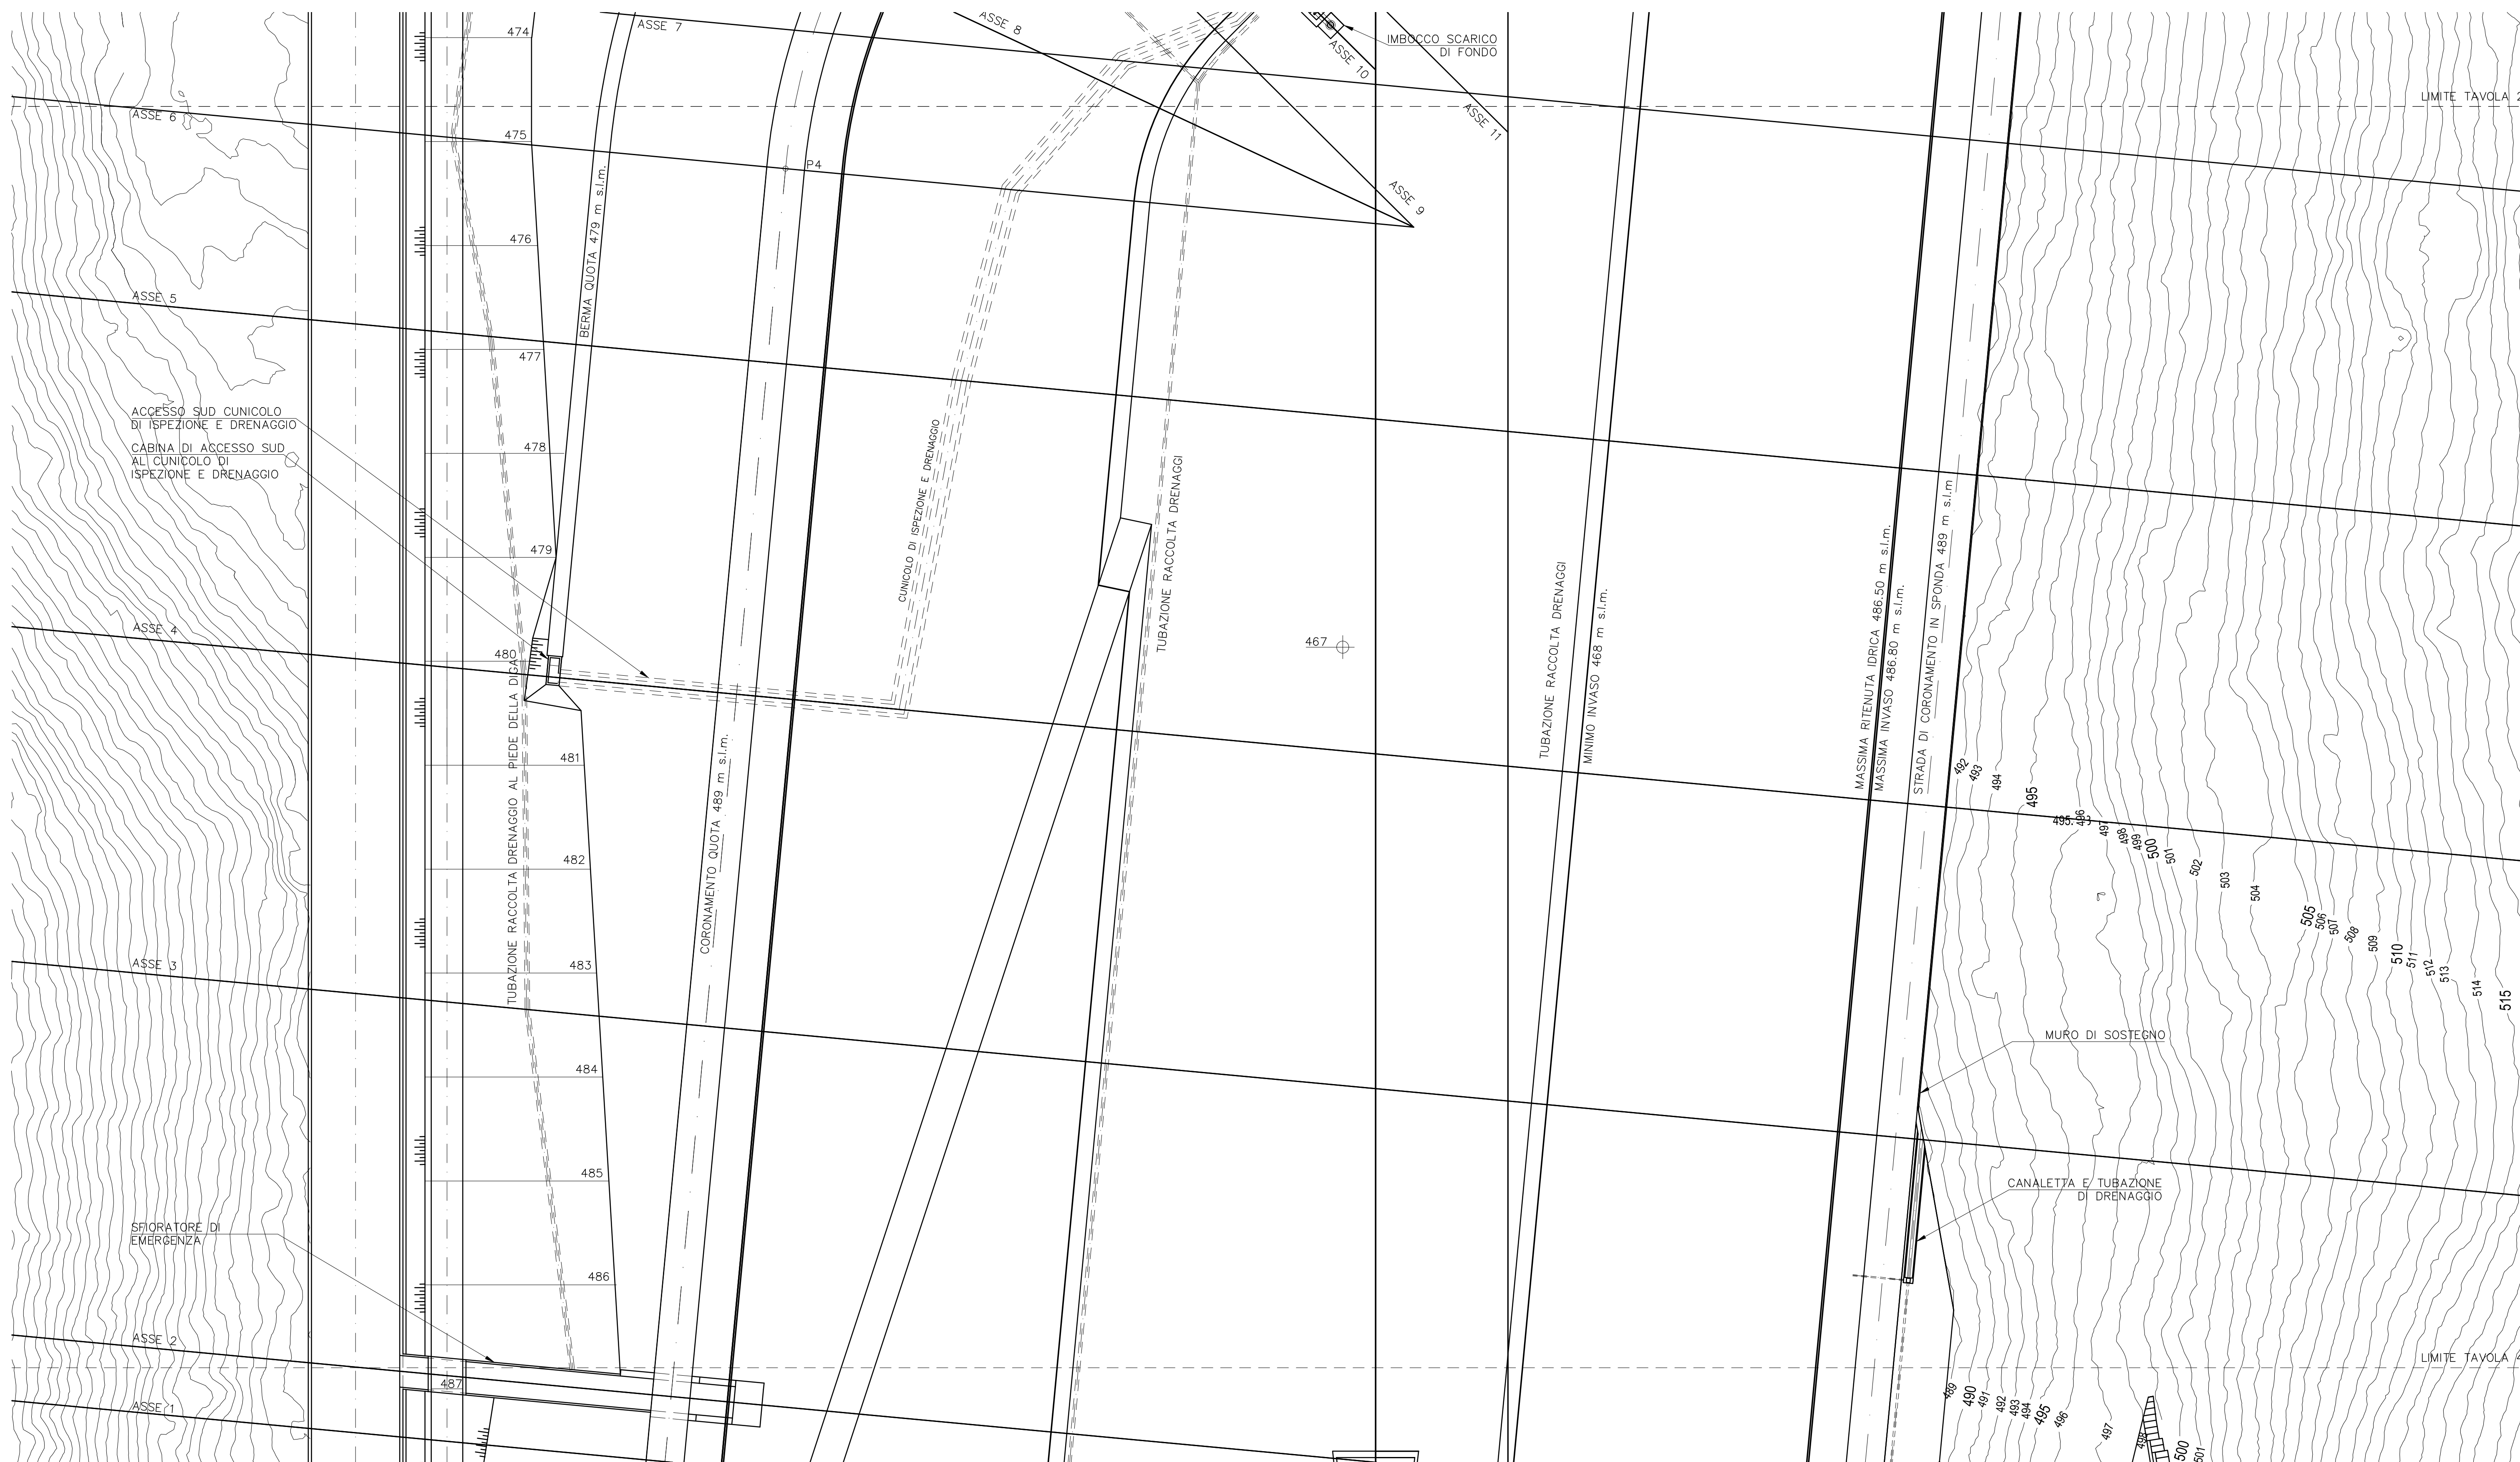 474
ASSE 7
ASSE 8
IMBOCCO SCARICO
DI FONDO
ASSE 10
ASSE 11
LIMITE TAVOLA 2
ASSE 6
475
P4
ASSE 9
476
BERMA QUOTA 479 m s.l.m.
ASSE 5
477
ACCESSO SUD CUNICOLO
DI ISPEZIONE E DRENAGGIO
CABINA DI ACCESSO SUD
AL CUNICOLO DI
ISPEZIONE E DRENAGGIO
478
479
CUNICOLO DI ISPEZIONE E DRENAGGIO
TUBAZIONE RACCOLTA DRENAGGI
TUBAZIONE RACCOLTA DRENAGGI
MINIMO INVASO 468 m s.l.m.
MASSIMA RITENUTA IDRICA 486.50 m s.l.m.
MASSIMA INVASO 486.80 m s.l.m.
STRADA DI CORONAMENTO IN SPONDA 489 m s.l.m
ASSE 4
480
467
TUBAZIONE RACCOLTA DRENAGGIO AL PIEDE DELLA DIGA
CORONAMENTO QUOTA 489 m s.l.m.
481
482
483
484
485
486
487
492
493
494
495
496
497
498
499
500
501
502
503
504
505
506
507
508
509
510
511
512
513
514
515
ASSE 3
MURO DI SOSTEGNO
CANALETTA E TUBAZIONE
DI DRENAGGIO
SFIORATORE DI
EMERGENZA
ASSE 2
LIMITE TAVOLA 4
ASSE 1
489
490
491
492
493
494
495
496
497
498
500
501